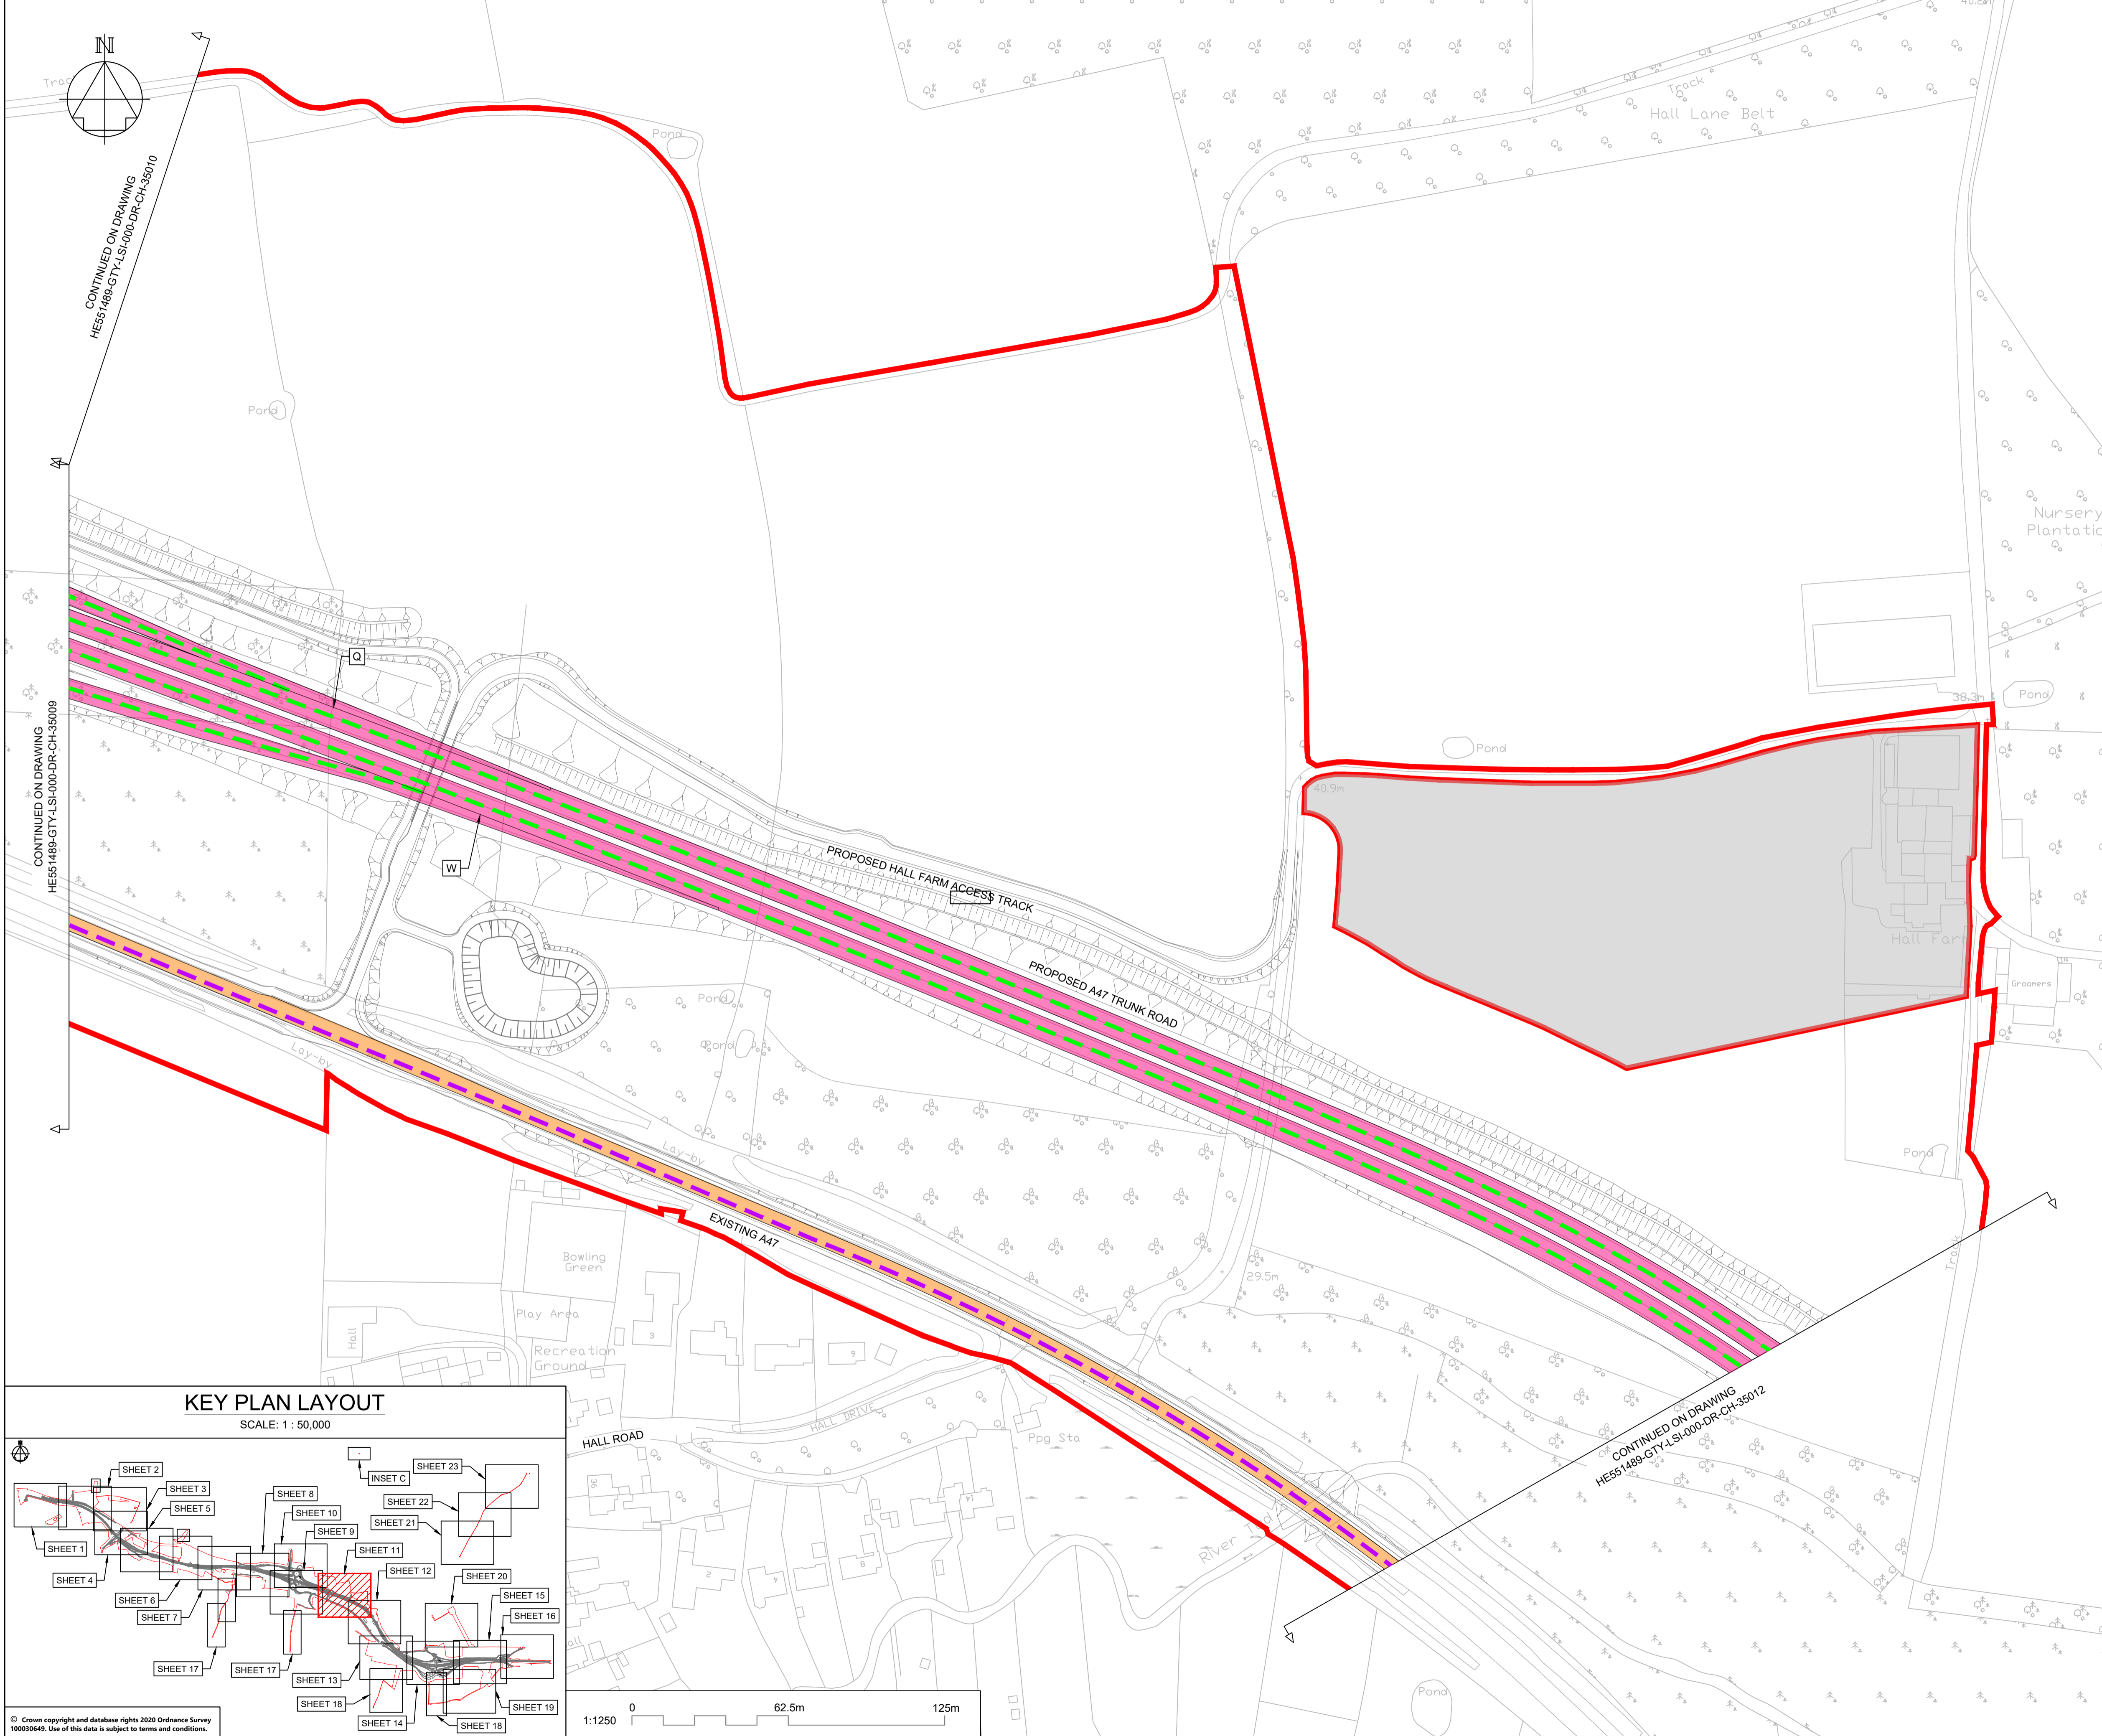 N
Track
Hall Lane Belt
Pond
CONTINUED ON DRAWING
HE551489-GTY-LSI-000-DR-CH-35010
Pond
Q
CONTINUED ON DRAWING
HE551489-GTY-LSI-000-DR-CH-35009
W
38.3m
Pond
Pond
40.9m
PROPOSED HALL FARM ACCESS TRACK
PROPOSED A47 TRUNK ROAD
Hall Farm
Groomers
Pond
Pond
Lay-by
Lay-by
Pond
EXISTING A47
29.5m
Track
Bowling
Green
Play Area
Hall
3
9
Recreation
Ground
HALL DRIVE
HALL ROAD
Ppg Sta
36
14
2
4
8
River
Pond
CONTINUED ON DRAWING
HE551489-GTY-LSI-000-DR-CH-35012
KEY PLAN LAYOUT
SCALE: 1 : 50,000
SHEET 2
SHEET 3
SHEET 5
SHEET 8
SHEET 10
SHEET 9
SHEET 11
SHEET 12
INSET C
SHEET 23
SHEET 22
SHEET 21
SHEET 20
SHEET 15
SHEET 16
SHEET 1
SHEET 4
SHEET 6
SHEET 7
SHEET 17
SHEET 17
SHEET 13
SHEET 18
SHEET 14
SHEET 18
SHEET 19
© Crown copyright and database rights 2020 Ordnance Survey
100030649. Use of this data is subject to terms and conditions.
1:1250
0
62.5m
125m